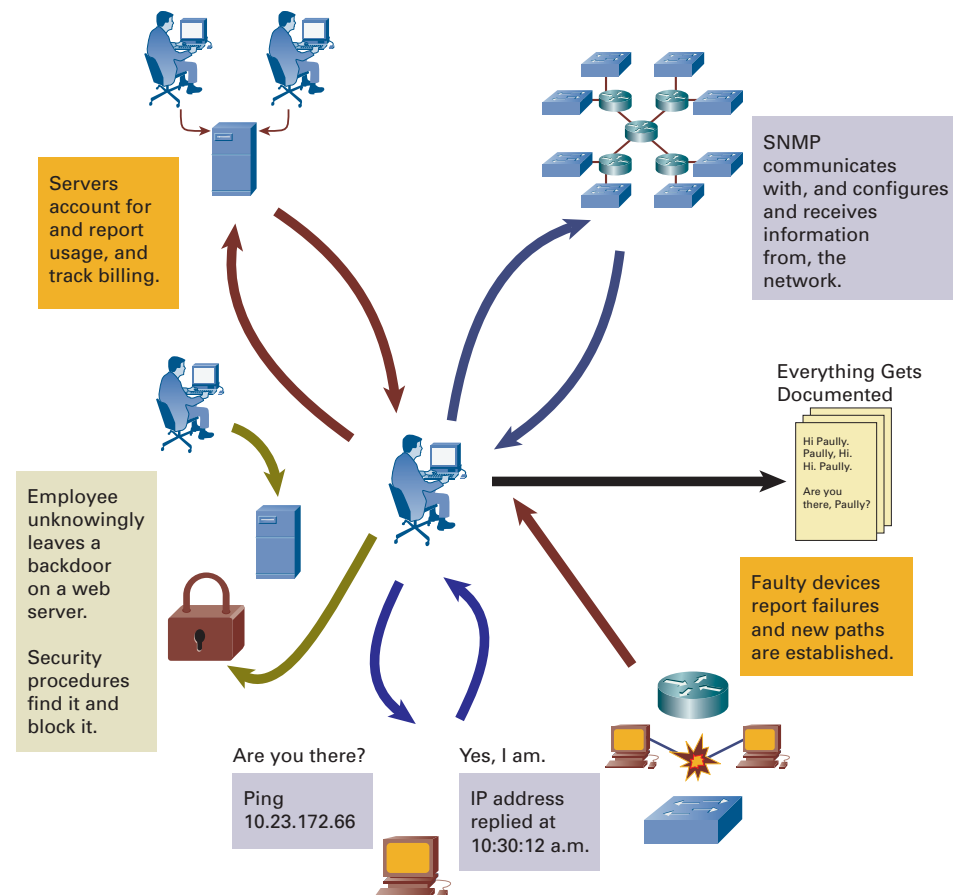 Servers
account for
and report
usage, and
track billing.
SNMP
communicates
with, and configures
and receives
information
from, the
network.
Everything Gets
Documented
Hi Paully.
Paully, Hi.
Hi. Paully.
Are you
there, Paully?
Employee
unknowingly
leaves a
backdoor
on a web
server.
Security
procedures
find it and
block it.
Faulty devices
report failures
and new paths
are established.
Are you there?
Ping
10.23.172.66
Yes, I am.
IP address
replied at
10:30:12 a.m.